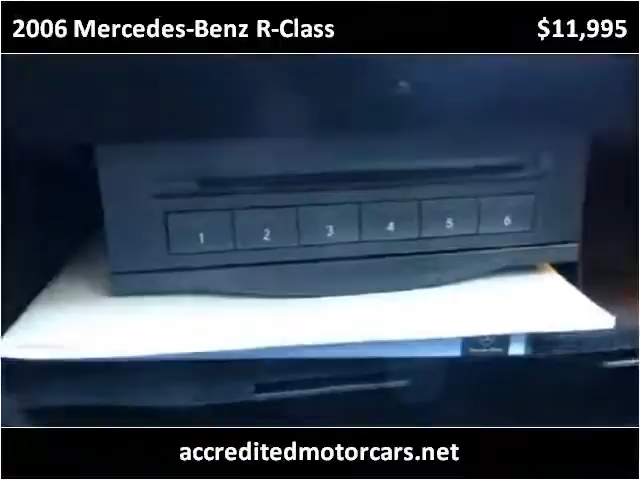 2006 Mercedes-Benz R-Class $11,995
1 2 3 4 5 6
accreditedmotorcars.net